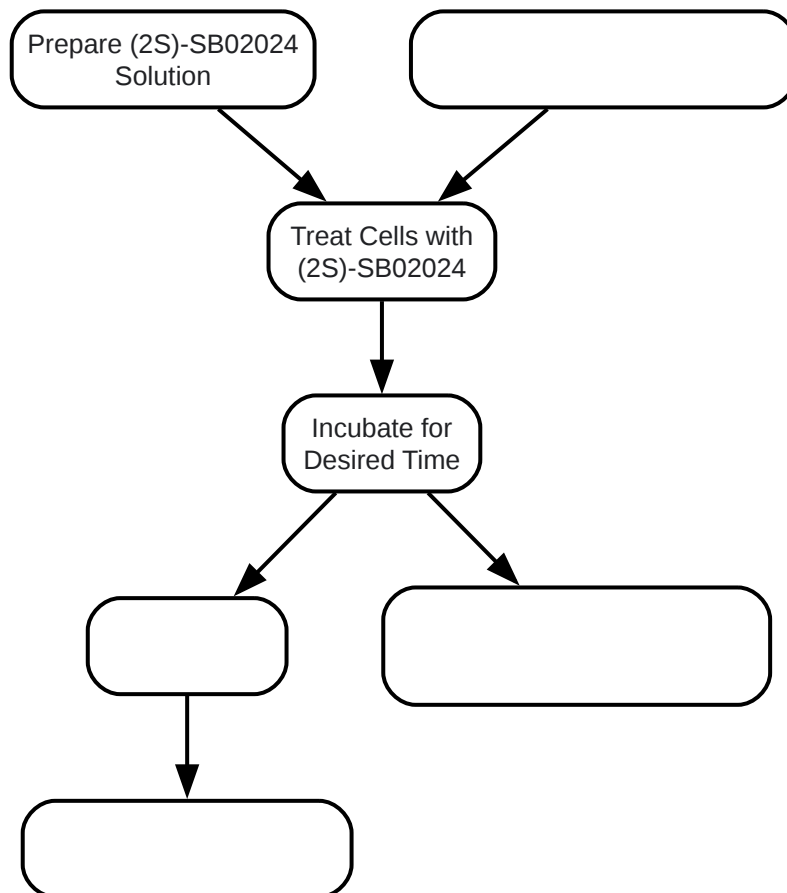 Prepare (2S)-SB02024
Solution
Treat Cells with
(2S)-SB02024
Incubate for
Desired Time